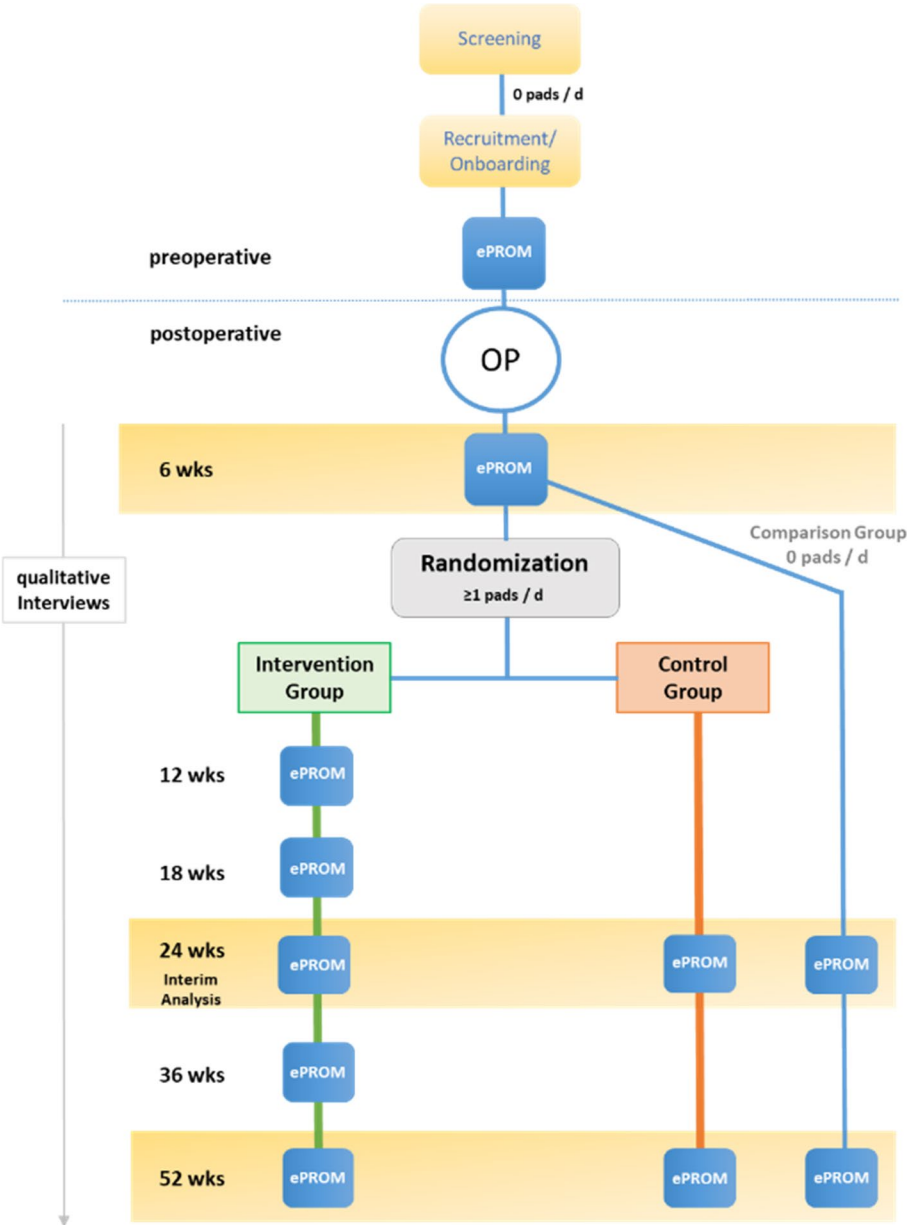 Screening
0 pads / d
Recruitment/
Onboarding
ePROM
preoperative
postoperative
OP
6 wks
ePROM
Comparison Group
0 pads / d
Randomization
≥1 pads / d
qualitative
Interviews
Intervention
Group
Control
Group
12 wks
ePROM
18 wks
ePROM
24 wks
Interim
Analysis
ePROM
ePROM
ePROM
36 wks
ePROM
52 wks
ePROM
ePROM
ePROM